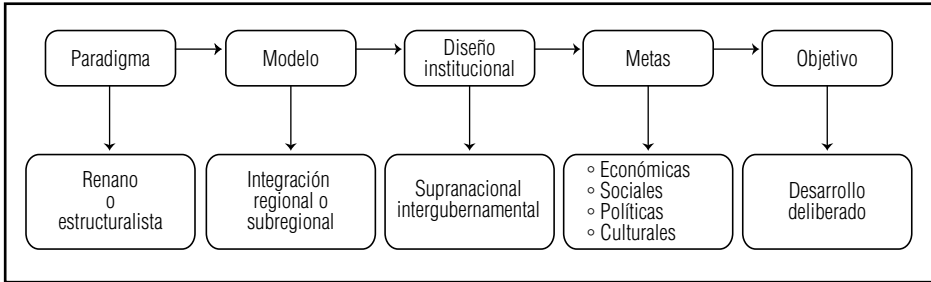 Paradigma
Modelo
Diseño
institucional
Metas
Objetivo
Renano
o
estructuralista
Integración
regional o
subregional
Supranacional
intergubernamental
◦ Económicas
◦ Sociales
◦ Políticas
◦ Culturales
Desarrollo
deliberado